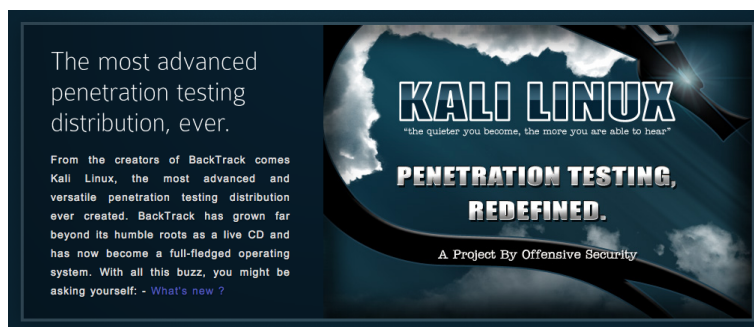 The most advanced
penetration testing
distribution, ever.
From the creators of BackTrack comes
Kali Linux, the most advanced and
versatile penetration testing distribution
ever created. BackTrack has grown far
beyond its humble roots as a live CD and
has now become a full-fledged operating
system. With all this buzz, you might be
asking yourself: - What's new ?
KALI LINUX
“the quieter you become, the more you are able to hear”
PENETRATION TESTING,
REDEFINED.
A Project By Offensive Security